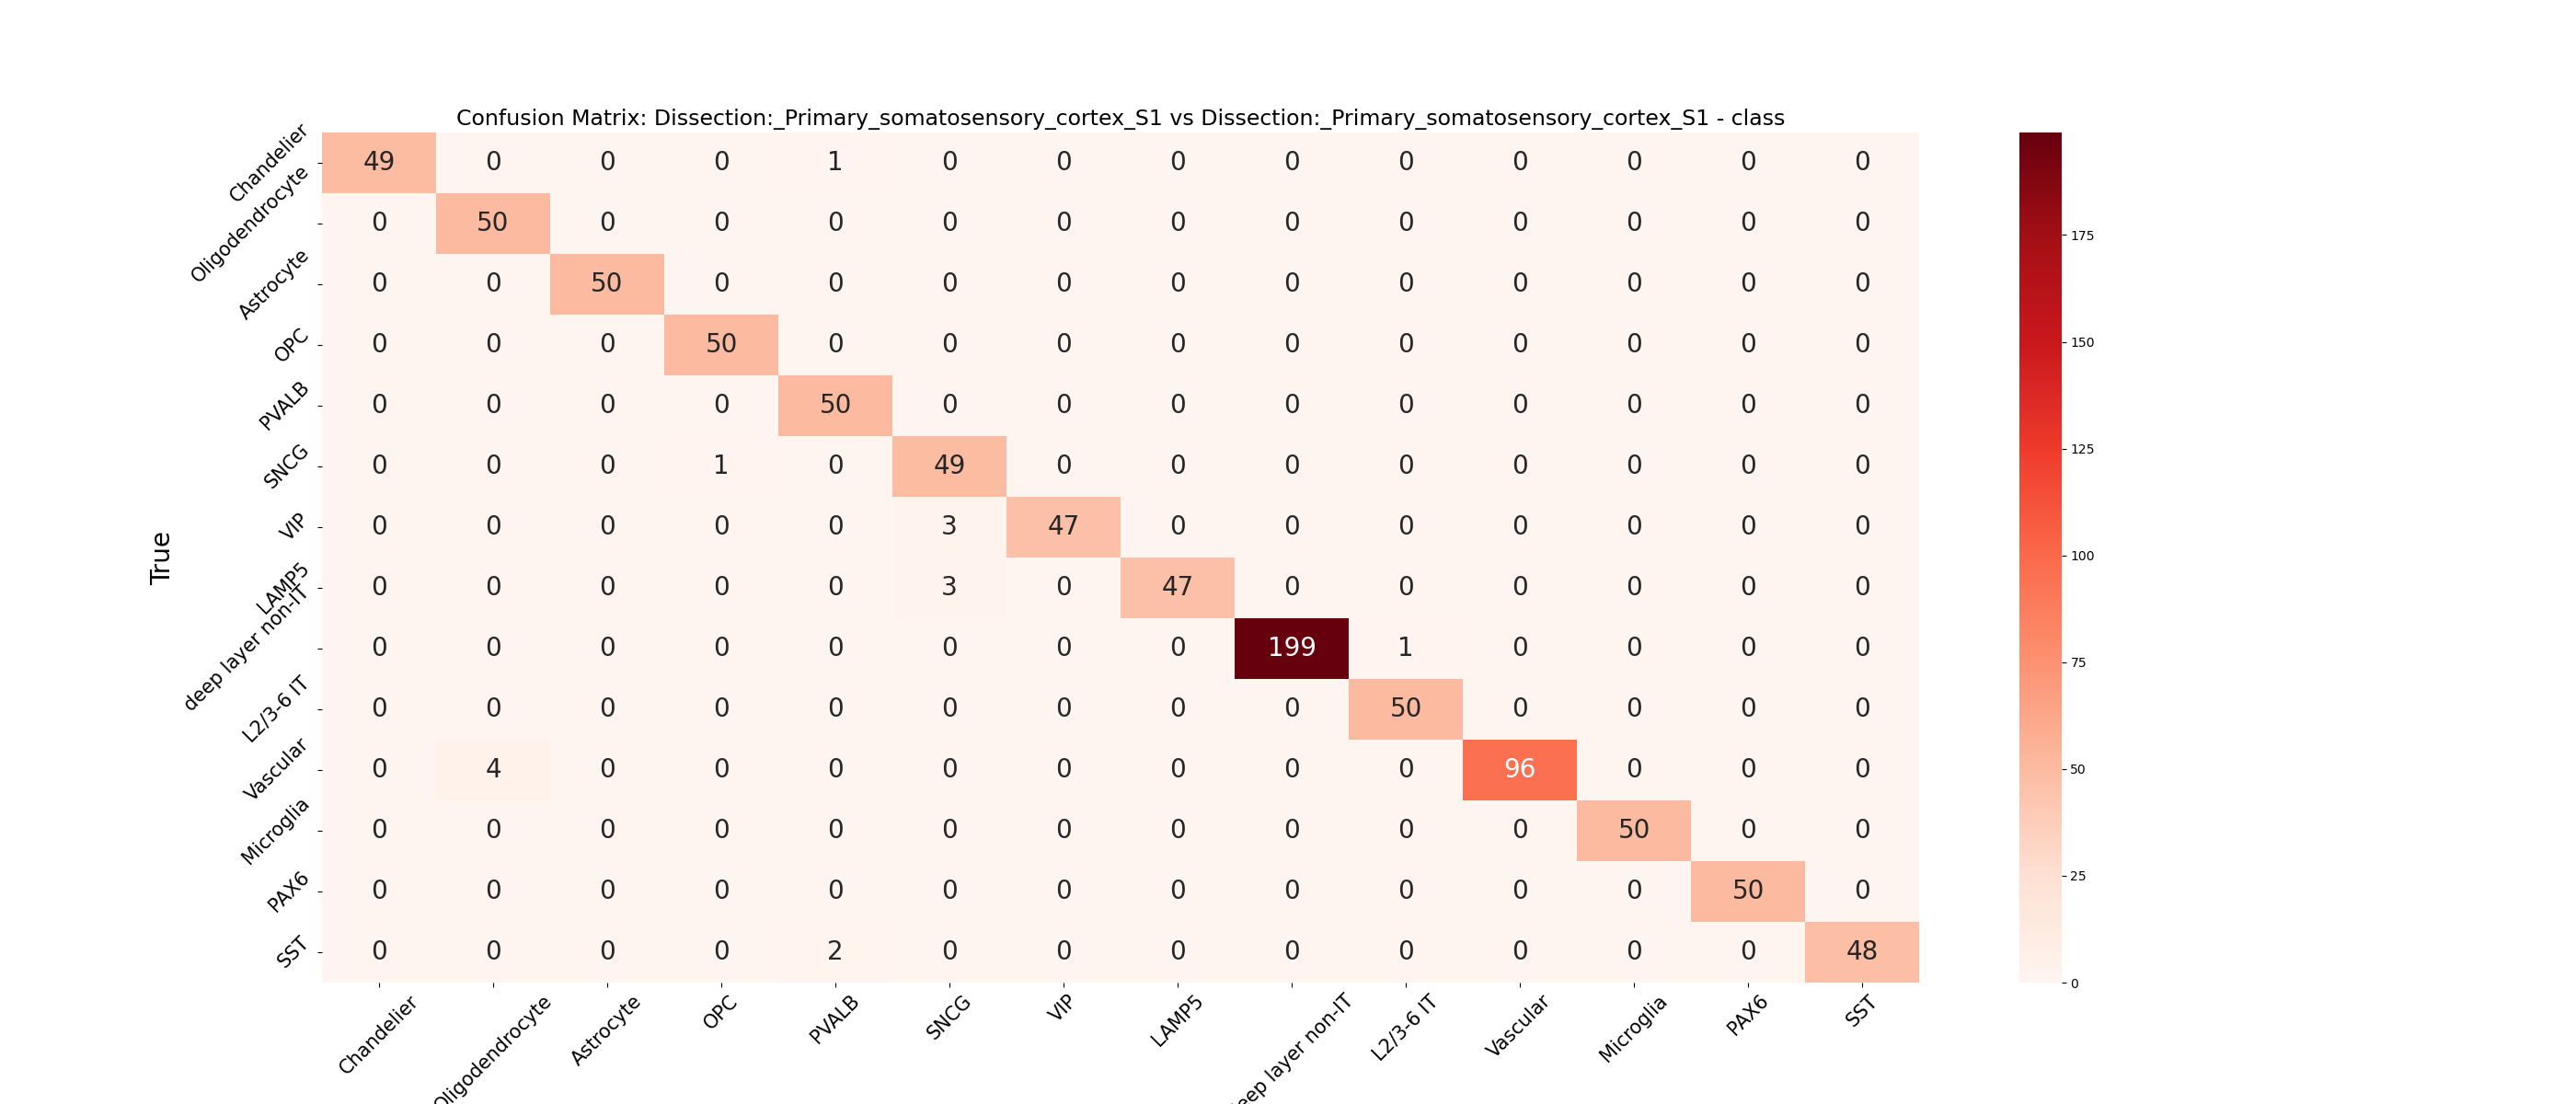 Confusion Matrix: Dissection:_Primary_somatosensory_cortex_S1 vs Dissection:_Primary_somatosensory_cortex_S1 - class
Chandelier 49 0 0 0 1 0 0 0 0 0 0 0 0 0
Oligodendrocyte 0 50 0 0 0 0 0 0 0 0 0 0 0 0
175
Astrocyte 0 0 50 0 0 0 0 0 0 0 0 0 0 0
OPC 0 0 0 50 0 0 0 0 0 0 0 0 0 0
150
PVALB 0 0 0 0 50 0 0 0 0 0 0 0 0 0
125
SNCG 0 0 0 1 0 49 0 0 0 0 0 0 0 0
VIP 0 0 0 0 0 3 47 0 0 0 0 0 0 0
True
100
LAMP5 0 0 0 0 0 3 0 47 0 0 0 0 0 0
deep layer non-IT 0 0 0 0 0 0 0 0 199 1 0 0 0 0
75
L2/3-6 IT 0 0 0 0 0 0 0 0 0 50 0 0 0 0
Vascular 0 4 0 0 0 0 0 0 0 0 96 0 0 0
50
Microglia 0 0 0 0 0 0 0 0 0 0 0 50 0 0
25
PAX6 0 0 0 0 0 0 0 0 0 0 0 0 50 0
SST 0 0 0 0 2 0 0 0 0 0 0 0 0 48
0
Chandelier Oligodendrocyte Astrocyte OPC PVALB SNCG VIP LAMP5 layer non-IT L2/3-6 IT Vascular Microglia PAX6 SST